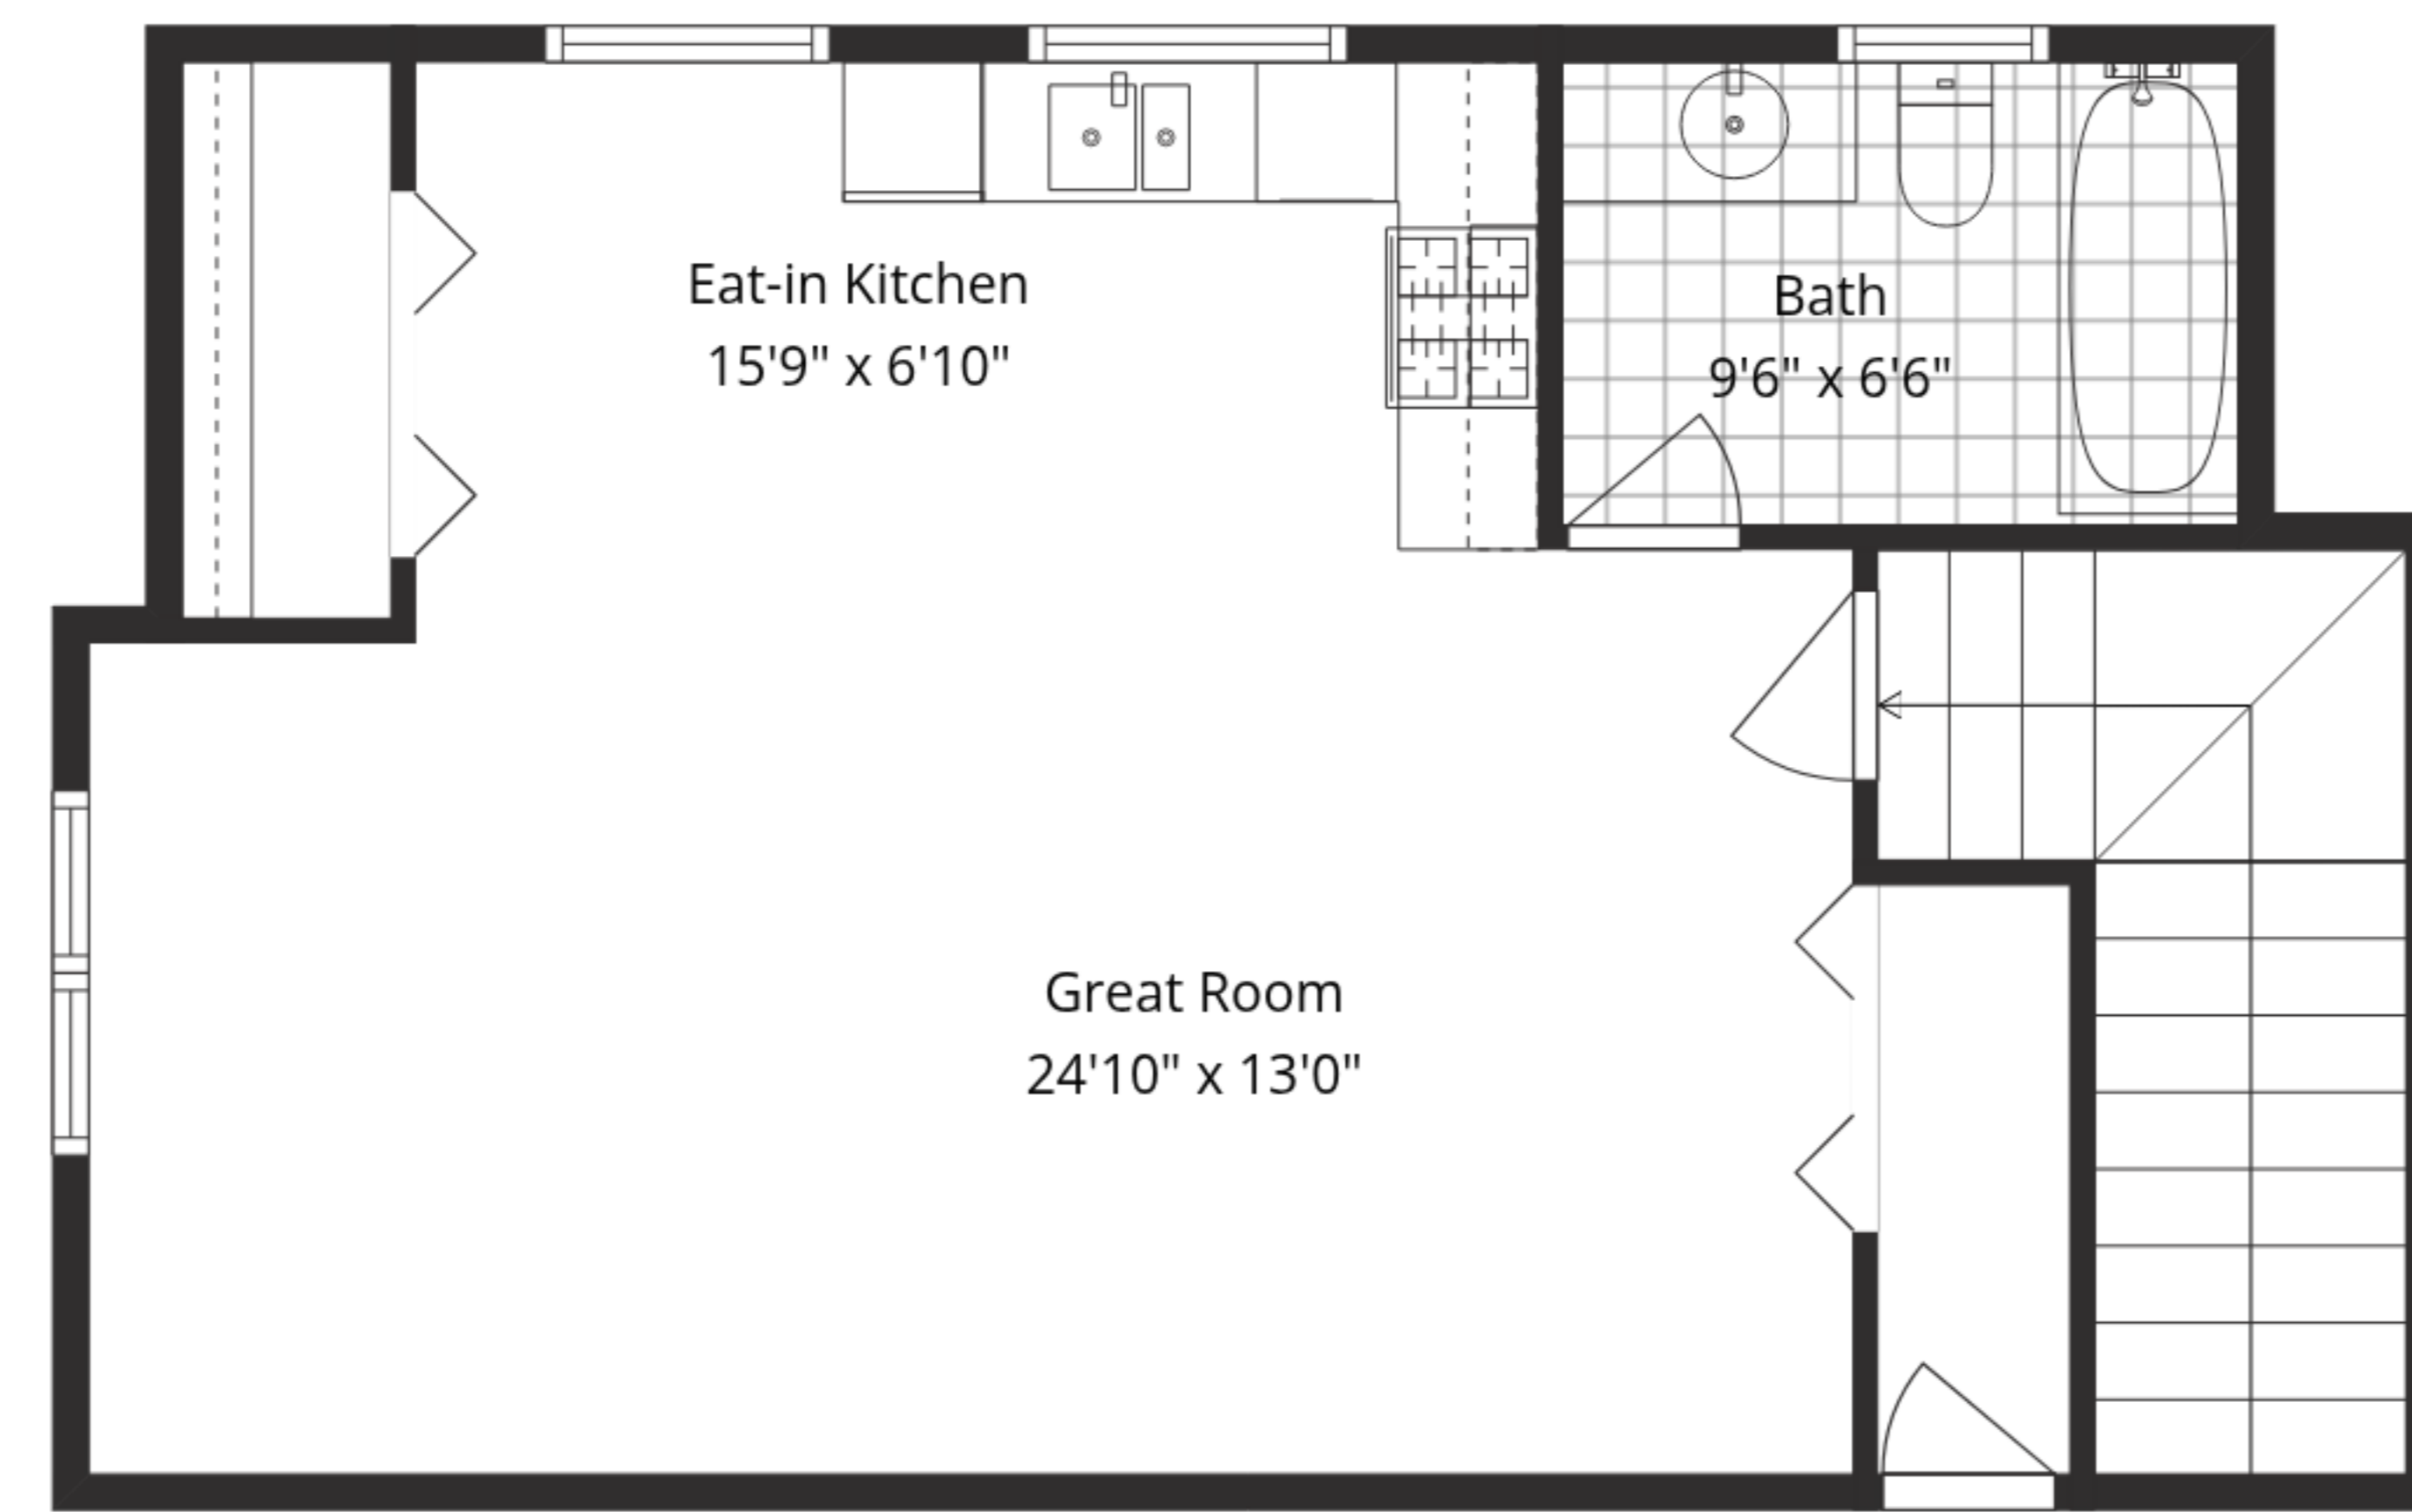 Eat-in Kitchen
15'9" x 6'10"
Bath
9'6" x 6'6"
Great Room
24'10" x 13'0"